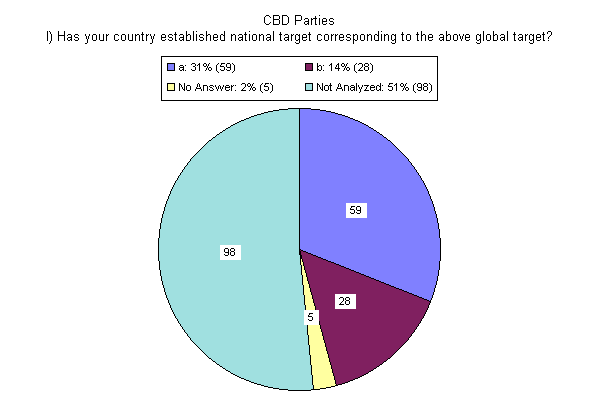 CBD Parties
I) Has your country established national target corresponding to the above global target?
a: 31% (59) b: 14% (28)
No Answer: 2% (5) Not Analyzed: 51% (98)
59
98
28
5